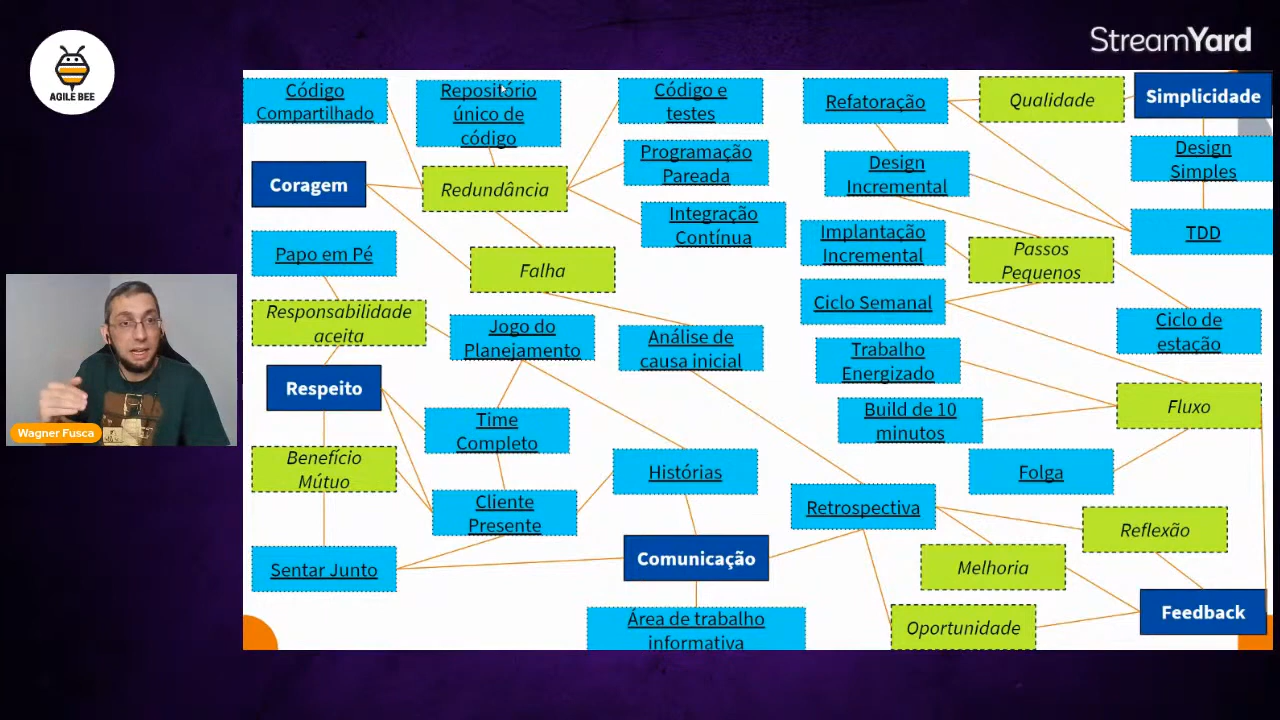 AGILE BEE
StreamYard
Código
Compartilhado
Repositório
único de
código
Código e
testes
Refatoração
Qualidade
Simplicidade
Coragem
Redundância
Programação
Pareada
Design
Incremental
Design
Simples
Integração
Contínua
Papo em Pé
Falha
Implantação
Incremental
Passos
Pequenos
TDD
Responsabilidade
aceita
Jogo do
Planejamento
Análise de
causa inicial
Ciclo Semanal
Ciclo de
estação
Trabalho
Energizado
Respeito
Time
Completo
Build de 10
minutos
Fluxo
Wagner Fusca
Benefício
Mútuo
Histórias
Folga
Cliente
Presente
Retrospectiva
Reflexão
Sentar Junto
Comunicação
Melhoria
Feedback
Área de trabalho
informativa
Oportunidade